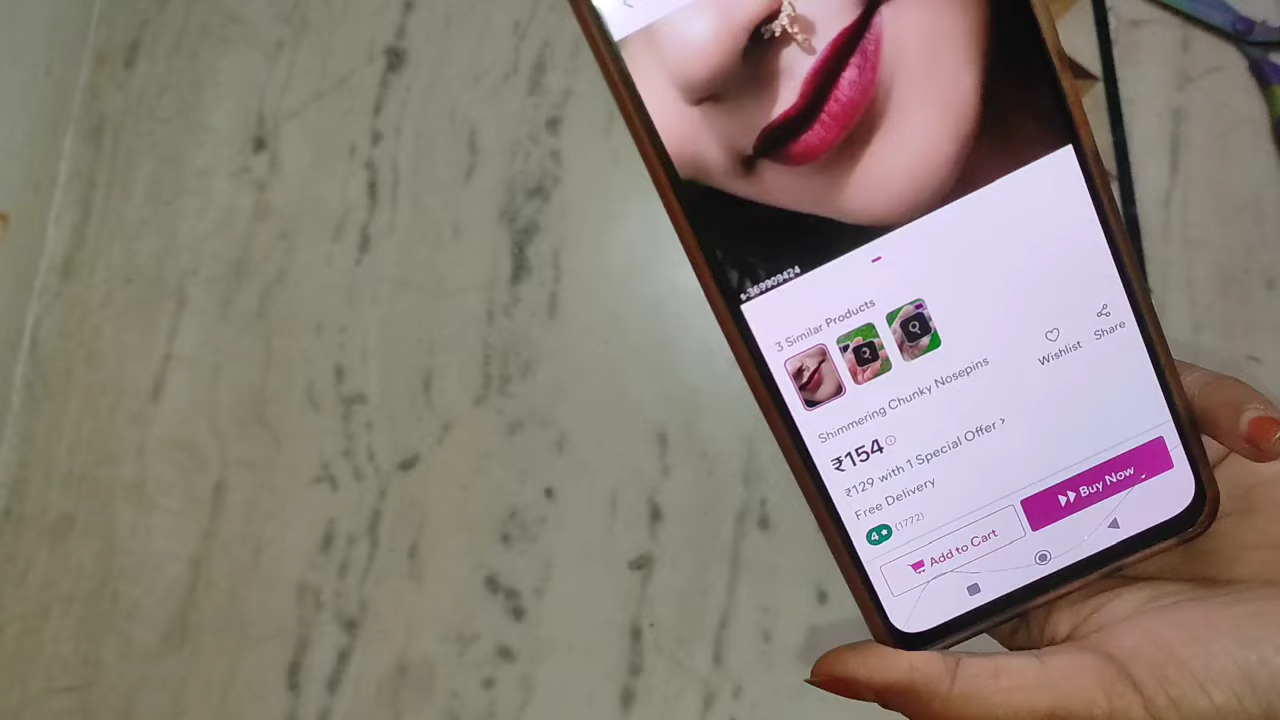 s-369909424
3 Similar Products
Wishlist
Share
Shimmering Chunky Nosepins
₹154
₹129 with 1 Special Offer >
Free Delivery
4★ (1772)
Add to Cart
Buy Now